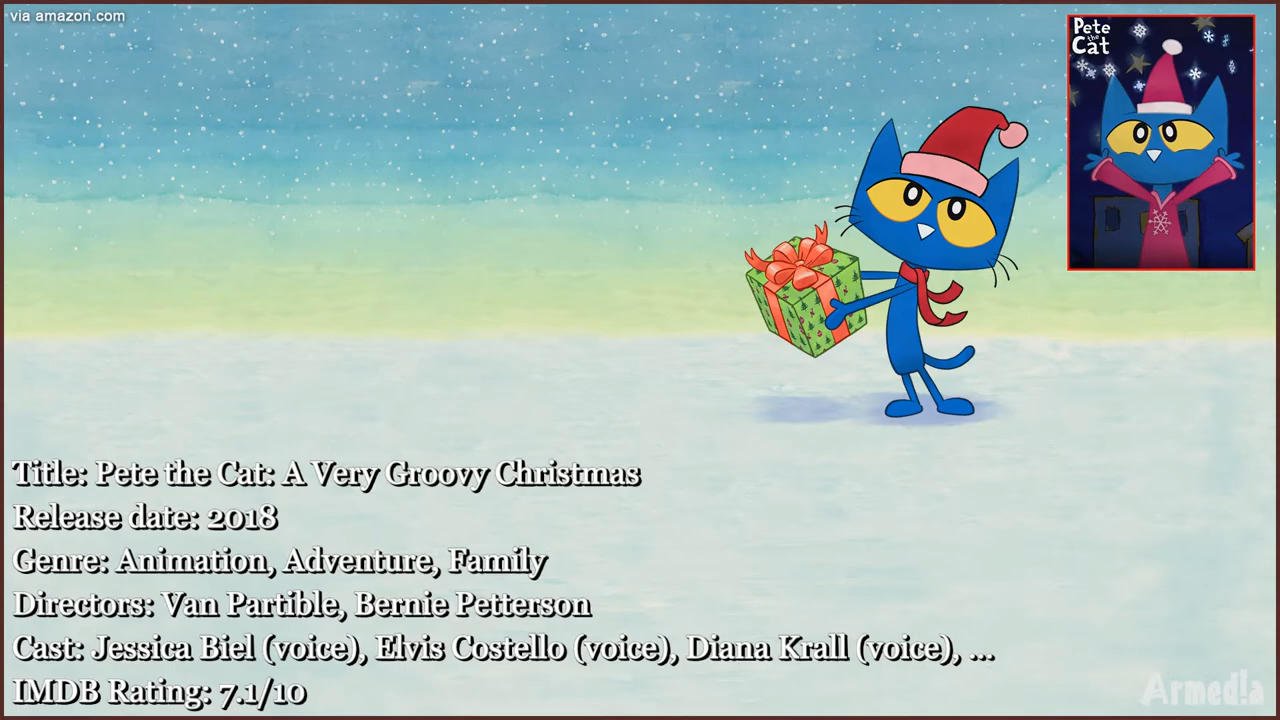 via amazon.com
Pete
the
Cat
Title: Pete the Cat: A Very Groovy Christmas
Release date: 2018
Genre: Animation, Adventure, Family
Directors: Van Partible, Bernie Petterson
Cast: Jessica Biel (voice), Elvis Costello (voice), Diana Krall (voice), ...
IMDB Rating: 7.1/10
Armed!a